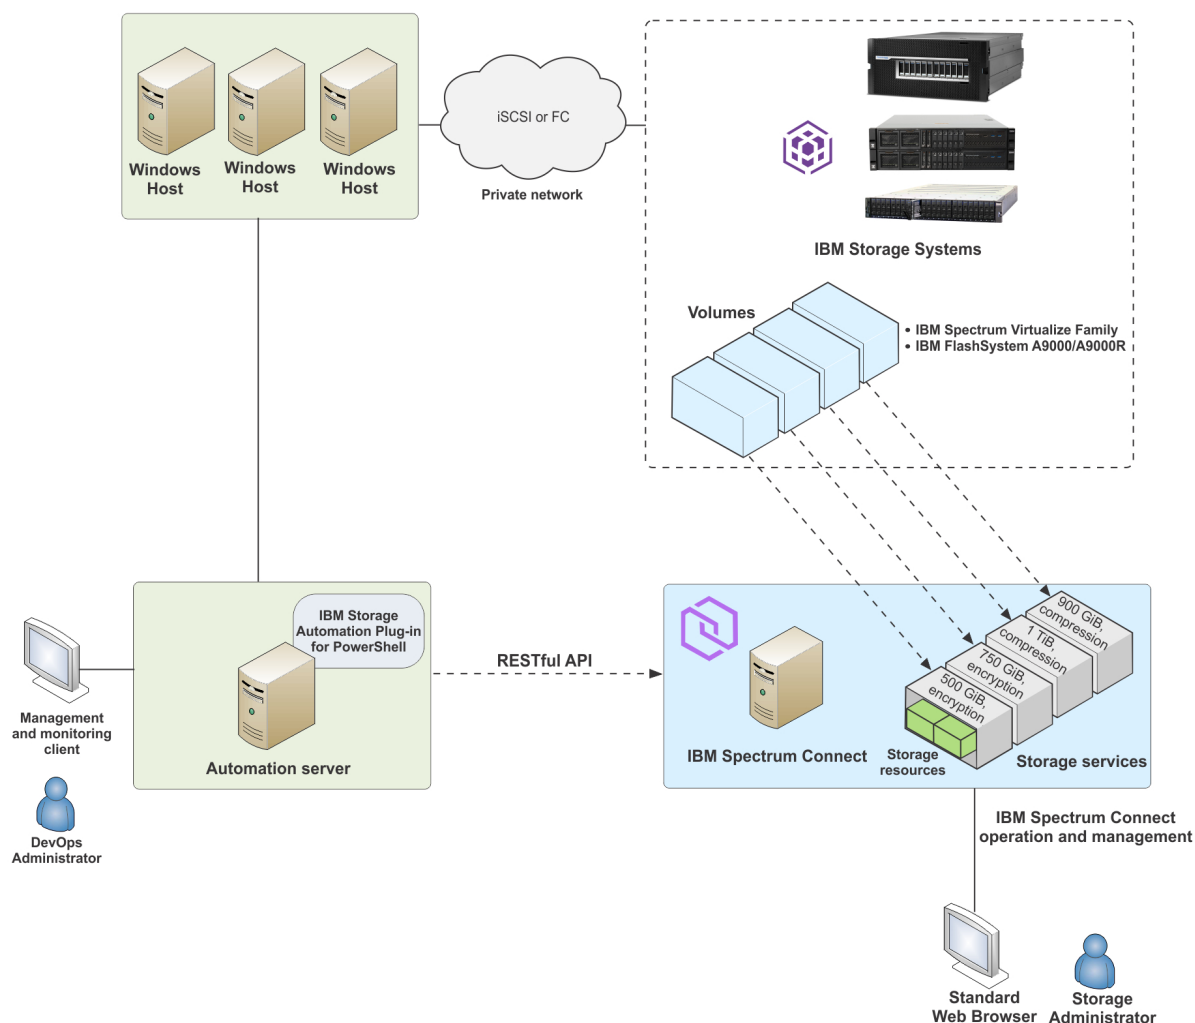 Windows
Host
Windows
Host
Windows
Host
iSCSI or FC
Private network
IBM Storage Systems
Volumes
• IBM Spectrum Virtualize Family
• IBM FlashSystem A9000/A9000R
IBM Storage
Automation Plug-in
for PowerShell
Automation server
Management
and monitoring
client
DevOps
Administrator
RESTful API
IBM Spectrum Connect
900 GiB,
compression
1 TiB,
compression
750 GiB,
encryption
500 GiB,
encryption
Storage
resources
Storage services
IBM Spectrum Connect
operation and management
Standard
Web Browser
Storage
Administrator